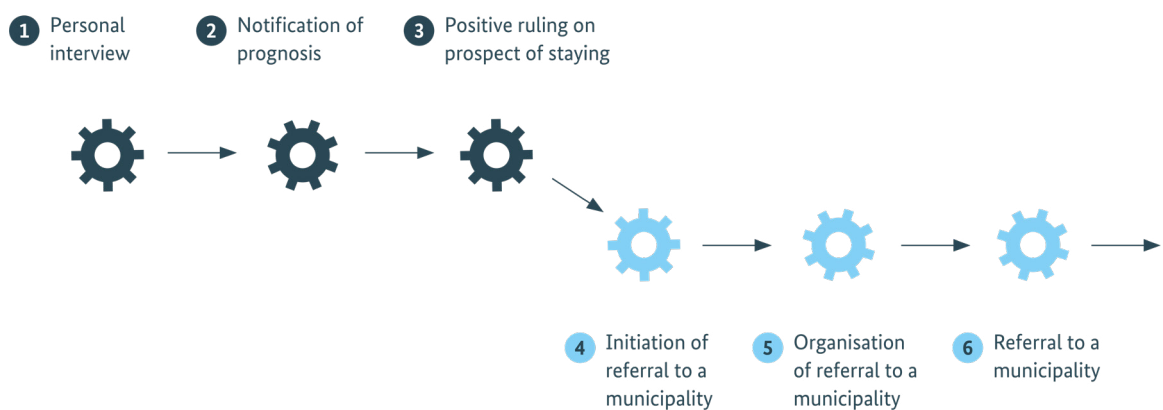 1 Personal
interview
2 Notification of
prognosis
3 Positive ruling on
prospect of staying
4 Initiation of
referral to a
municipality
5 Organisation
of referral to a
municipality
6 Referral to a
municipality